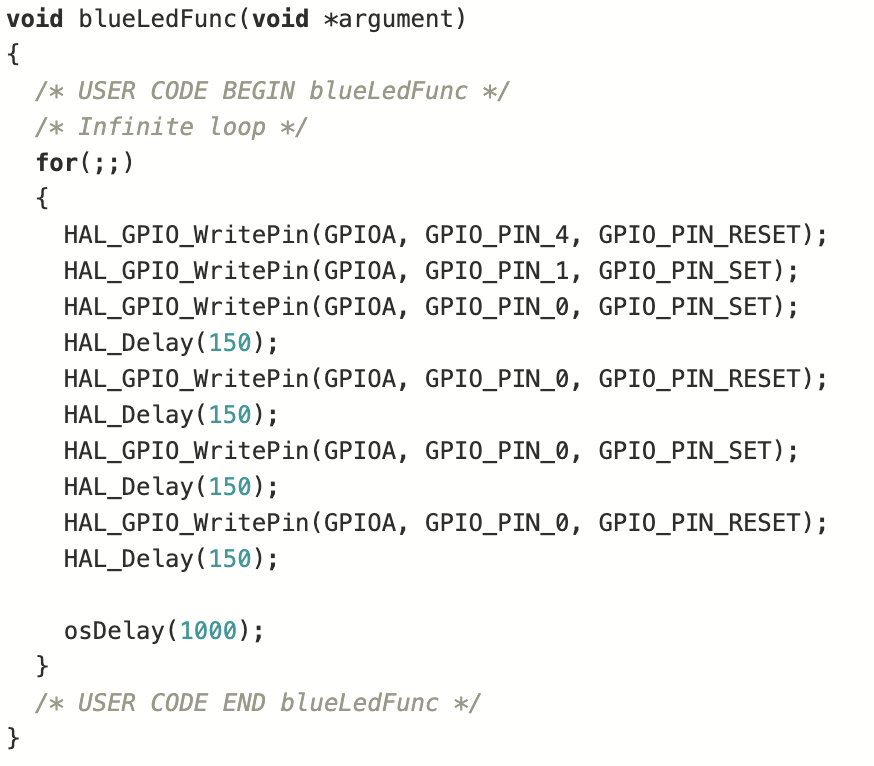 void blueLedFunc(void *argument)
{
  /* USER CODE BEGIN blueLedFunc */
  /* Infinite loop */
  for(;;)
  {
    HAL_GPIO_WritePin(GPIOA, GPIO_PIN_4, GPIO_PIN_RESET);
    HAL_GPIO_WritePin(GPIOA, GPIO_PIN_1, GPIO_PIN_SET);
    HAL_GPIO_WritePin(GPIOA, GPIO_PIN_0, GPIO_PIN_SET);
    HAL_Delay(150);
    HAL_GPIO_WritePin(GPIOA, GPIO_PIN_0, GPIO_PIN_RESET);
    HAL_Delay(150);
    HAL_GPIO_WritePin(GPIOA, GPIO_PIN_0, GPIO_PIN_SET);
    HAL_Delay(150);
    HAL_GPIO_WritePin(GPIOA, GPIO_PIN_0, GPIO_PIN_RESET);
    HAL_Delay(150);

    osDelay(1000);
  }
  /* USER CODE END blueLedFunc */
}